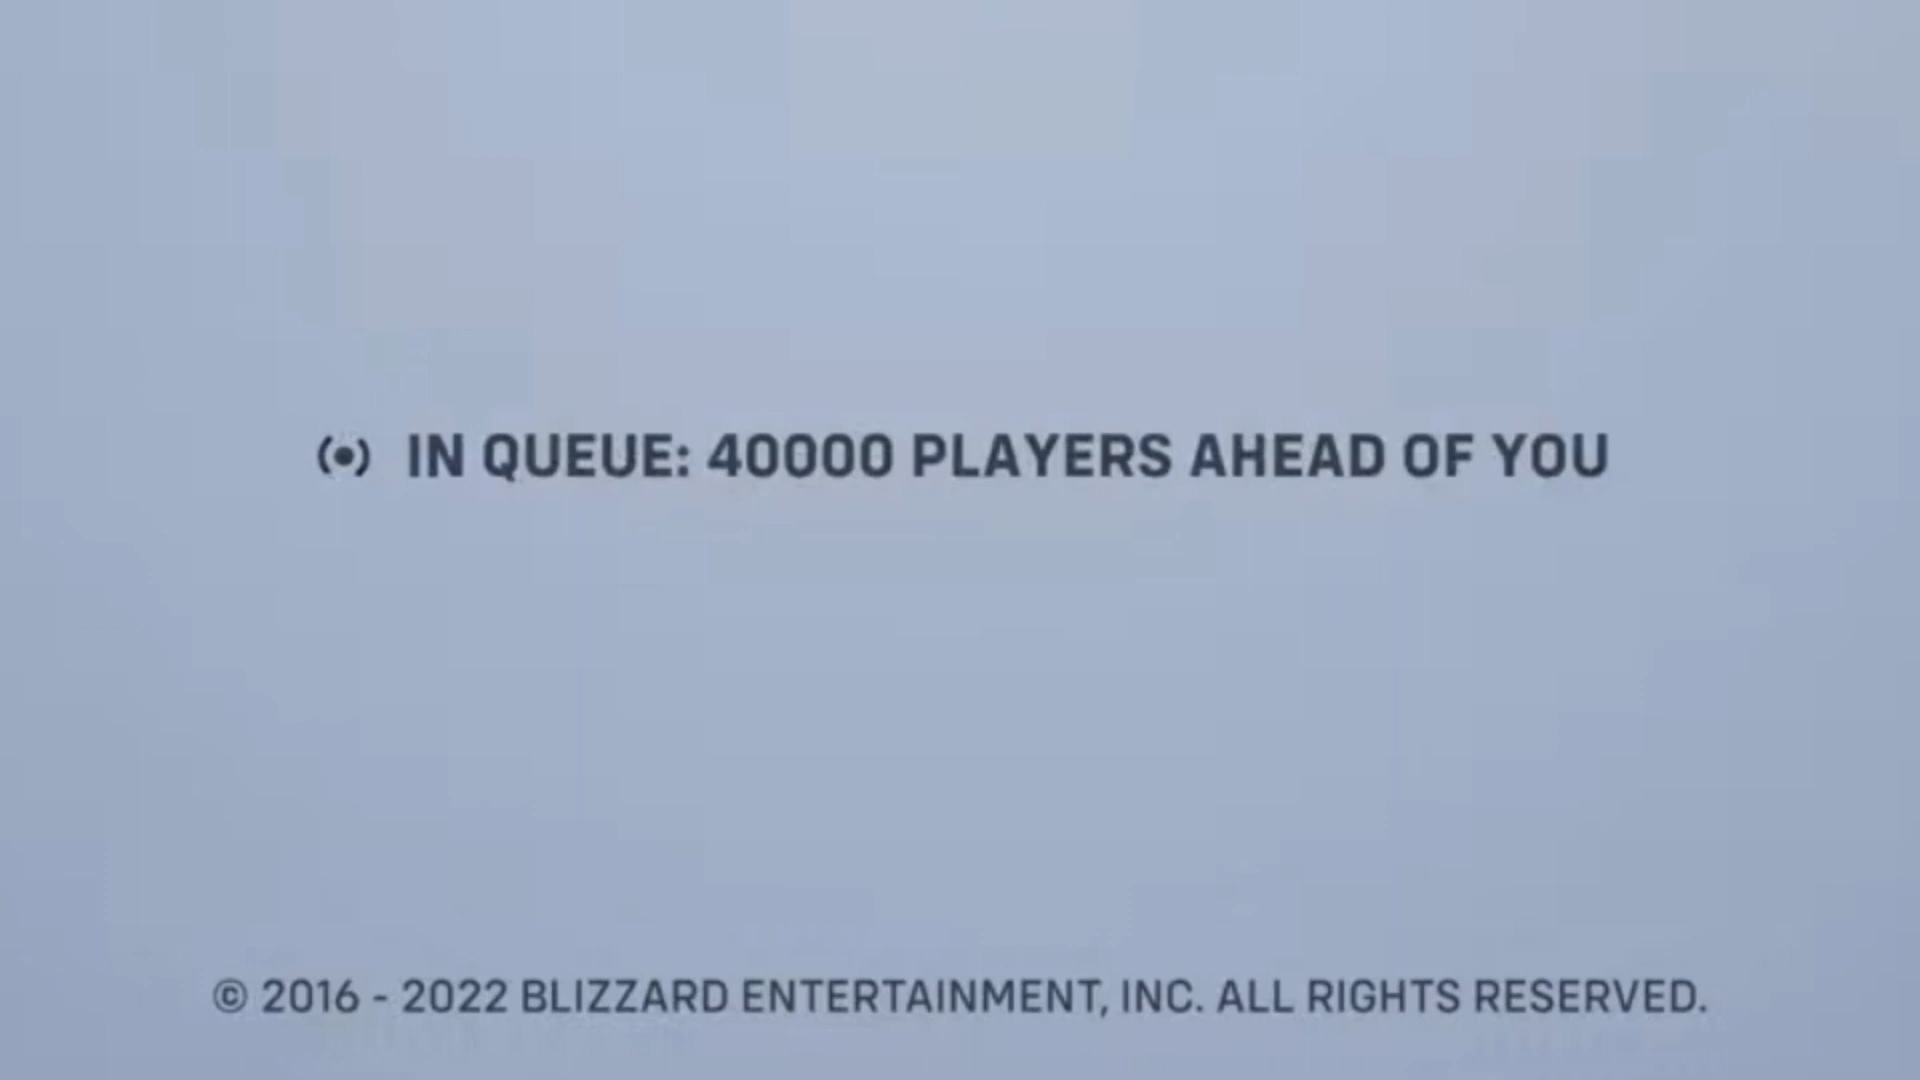 IN QUEUE: 40000 PLAYERS AHEAD OF YOU
© 2016 - 2022 BLIZZARD ENTERTAINMENT, INC. ALL RIGHTS RESERVED.